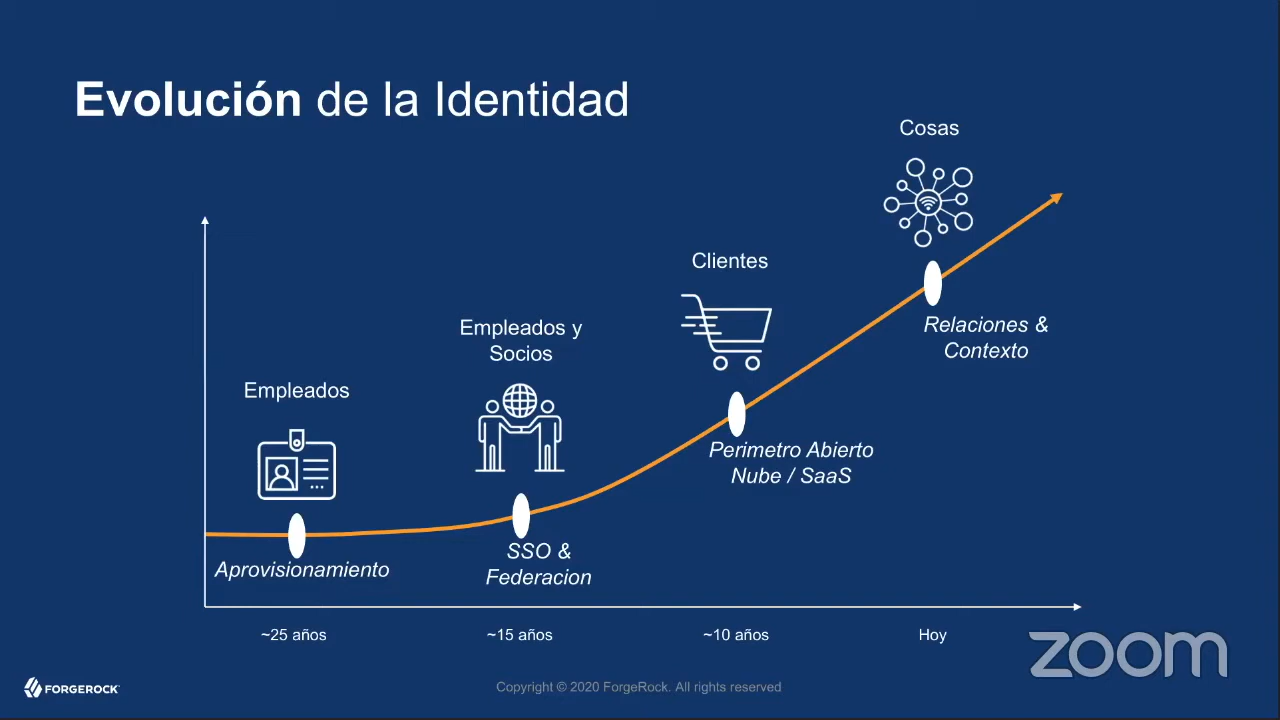 Evolución de la Identidad
Cosas
Clientes
Empleados y
Socios
Empleados
Relaciones &
Contexto
Perimetro Abierto
Nube / SaaS
SSO &
Federacion
Aprovisionamiento
~25 años
~15 años
~10 años
Hoy
zoom
FORGEROCK
Copyright © 2020 ForgeRock. All rights reserved